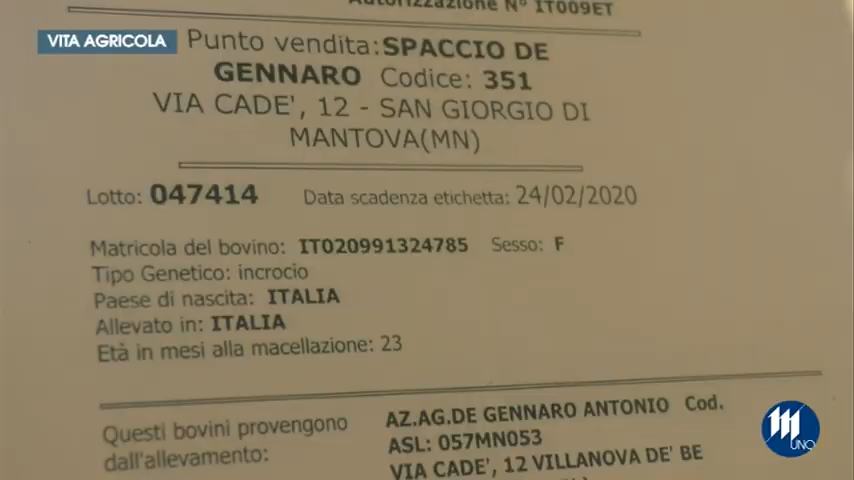 Autorizzazione N° IT009ET
VITA AGRICOLA
Punto vendita:SPACCIO DE
GENNARO Codice: 351
VIA CADE', 12 - SAN GIORGIO DI
MANTOVA(MN)
Lotto: 047414 Data scadenza etichetta: 24/02/2020
Matricola del bovino: IT020991324785 Sesso: F
Tipo Genetico: incrocio
Paese di nascita: ITALIA
Allevato in: ITALIA
Età in mesi alla macellazione: 23
Questi bovini provengono
dall'allevamento:
AZ.AG.DE GENNARO ANTONIO Cod.
ASL: 057MN053
VIA CADE', 12 VILLANOVA DE' BE
M
UNO